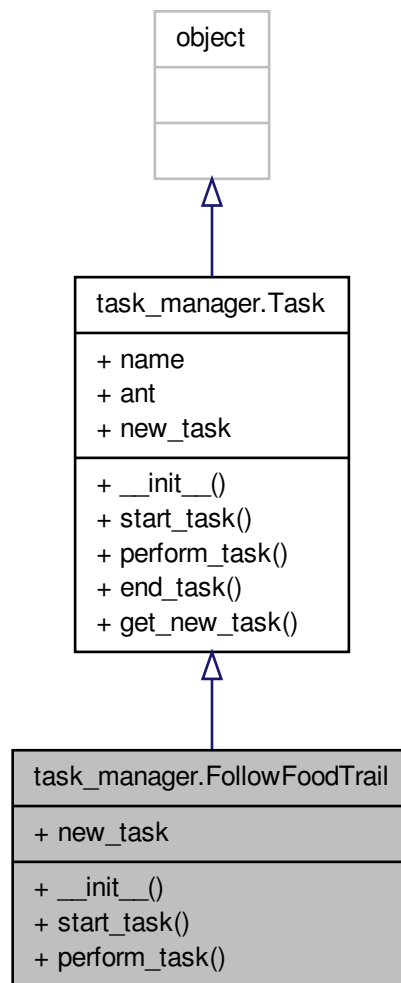 object
task_manager.Task
+ name
+ ant
+ new_task
+ __init__()
+ start_task()
+ perform_task()
+ end_task()
+ get_new_task()
task_manager.FollowFoodTrail
+ new_task
+ __init__()
+ start_task()
+ perform_task()